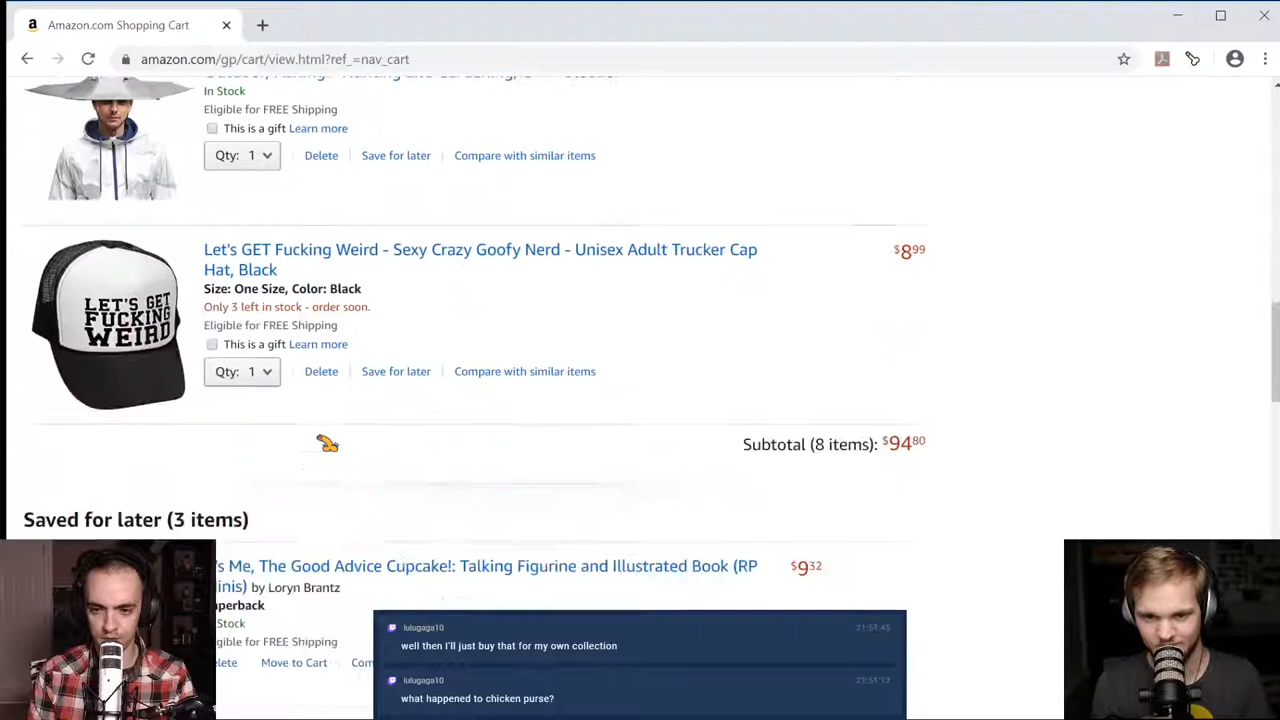 Amazon.com Shopping Cart
amazon.com/gp/cart/view.html?ref_=nav_cart
In Stock
Eligible for FREE Shipping
This is a gift Learn more
Qty: 1 Delete Save for later Compare with similar items
Let's GET Fucking Weird - Sexy Crazy Goofy Nerd - Unisex Adult Trucker Cap $8.99
Hat, Black
Size: One Size, Color: Black
Only 3 left in stock - order soon.
Eligible for FREE Shipping
This is a gift Learn more
Qty: 1 Delete Save for later Compare with similar items
LET'S GET
FUCKING
WEIRD
Subtotal (8 items): $94.80
Saved for later (3 items)
's Me, The Good Advice Cupcake!: Talking Figurine and Illustrated Book (RP $9.32
inis) by Loryn Brantz
aperback
Stock
gible for FREE Shipping
elete Move to Cart Com
lulugaga10 21:51:45
well then I'll just buy that for my own collection
lulugaga10 21:51:12
what happened to chicken purse?